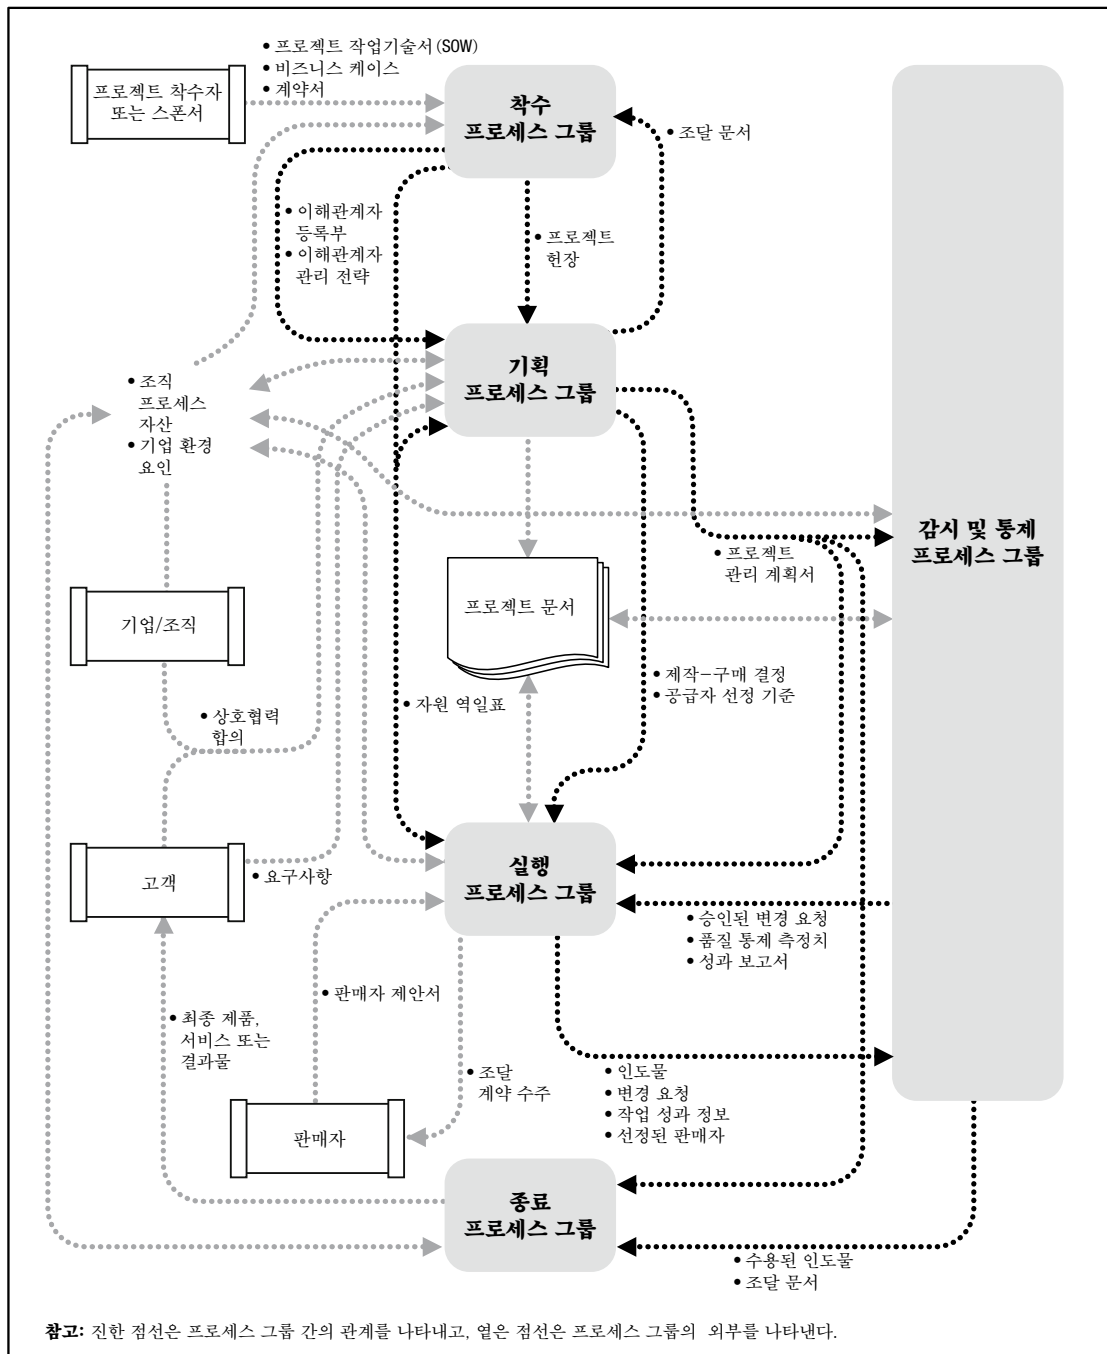 • 프로젝트 작업기술서(SOW)
• 비즈니스 케이스
• 계약서
프로젝트 착수자
또는 스폰서
착수
프로세스 그룹
• 조달 문서
• 이해관계자
등록부
• 이해관계자
관리 전략
• 프로젝트
헌장
기획
프로세스 그룹
• 조직
프로세스
자산
• 기업 환경
요인
감시 및 통제
프로세스 그룹
• 프로젝트
관리 계획서
프로젝트 문서
기업/조직
• 제작-구매 결정
• 공급자 선정 기준
• 자원 역일표
• 상호협력
합의
실행
프로세스 그룹
고객
• 요구사항
• 승인된 변경 요청
• 품질 통제 측정치
• 성과 보고서
• 판매자 제안서
• 최종 제품,
서비스 또는
결과물
• 조달
계약 수주
• 인도물
• 변경 요청
• 작업 성과 정보
• 선정된 판매자
판매자
종료
프로세스 그룹
• 수용된 인도물
• 조달 문서
참고: 진한 점선은 프로세스 그룹 간의 관계를 나타내고, 옅은 점선은 프로세스 그룹의 외부를 나타낸다.